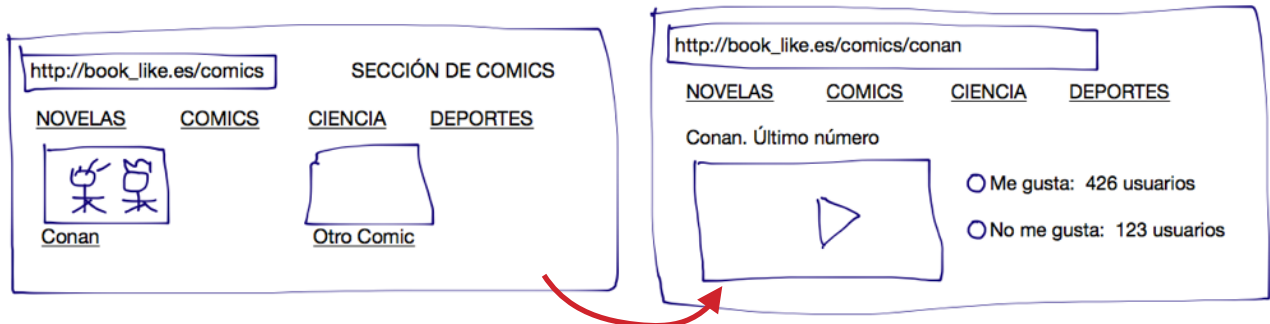 http://book_like.es/comics SECCIÓN DE COMICS
NOVELAS COMICS CIENCIA DEPORTES
Conan Otro Comic
http://book_like.es/comics/conan
NOVELAS COMICS CIENCIA DEPORTES
Conan. Último número
Me gusta: 426 usuarios
No me gusta: 123 usuarios